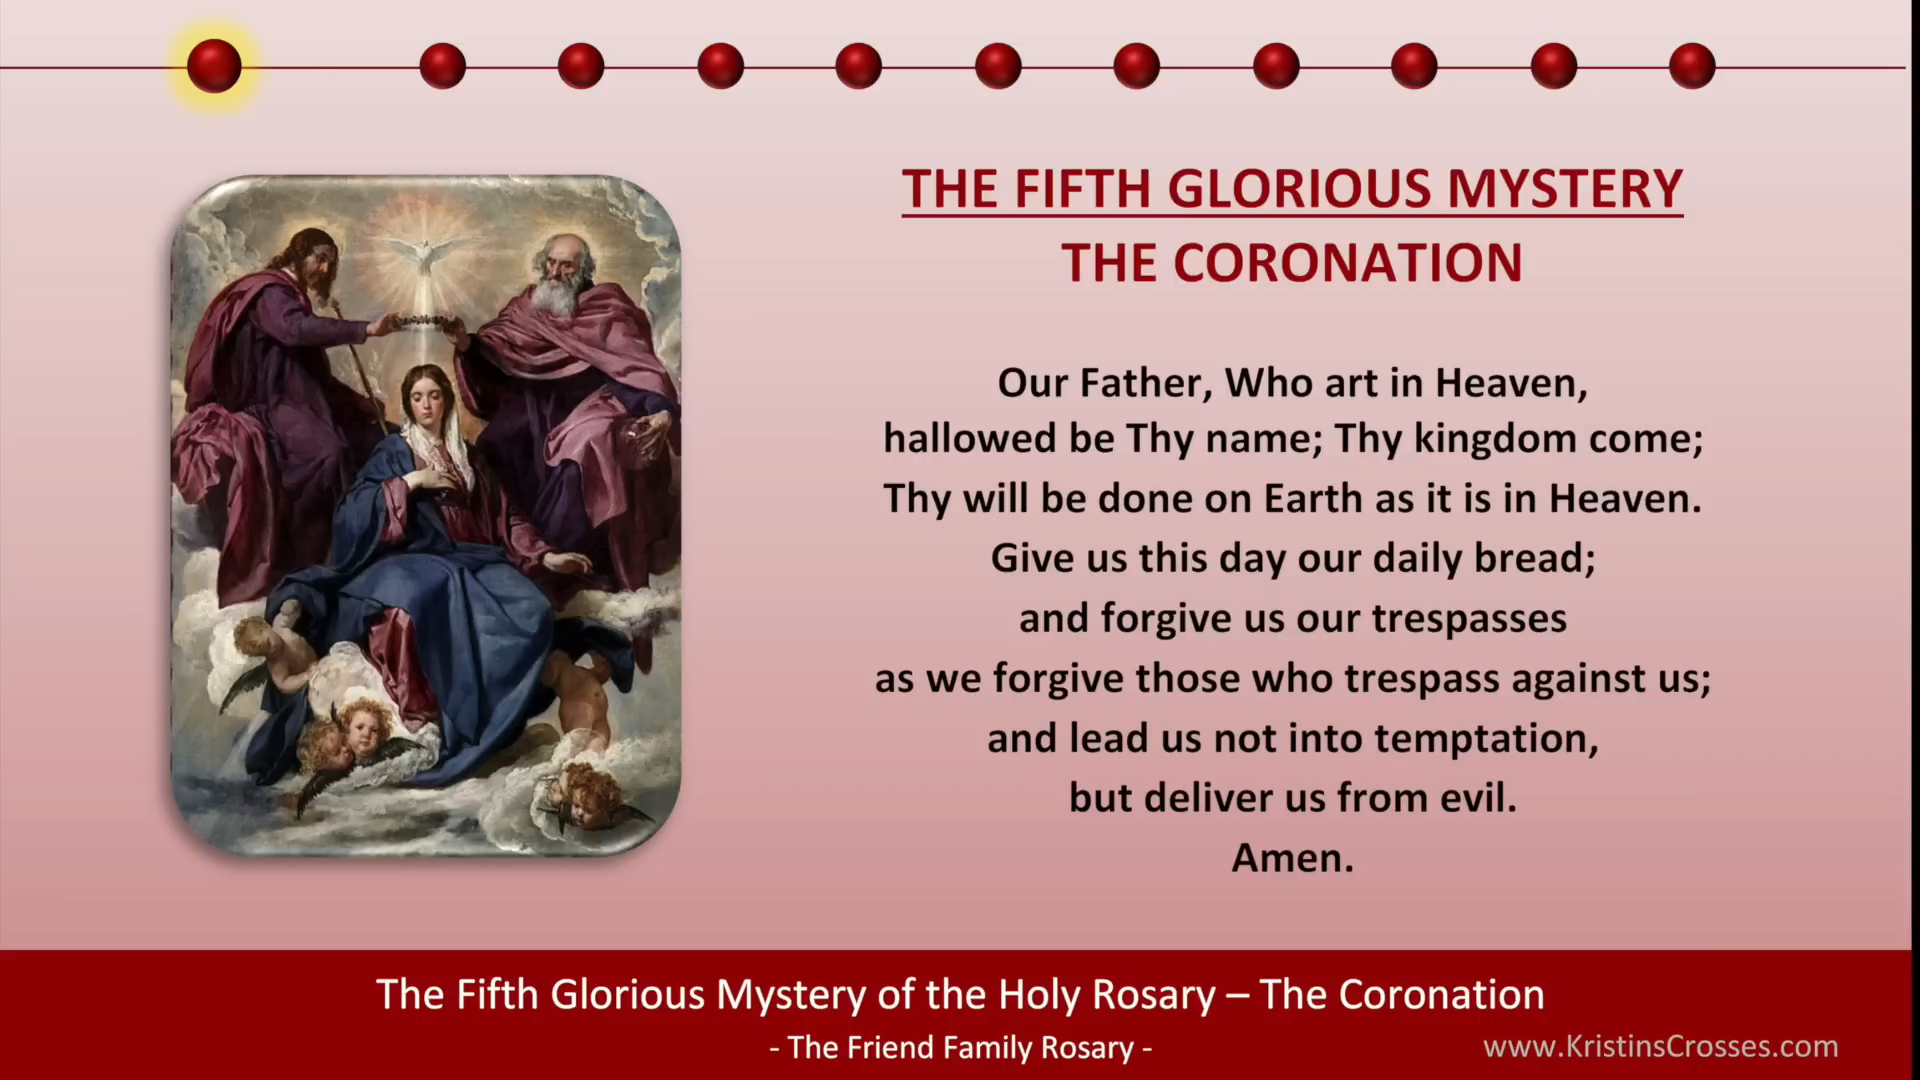 THE FIFTH GLORIOUS MYSTERY
THE CORONATION
Our Father, Who art in Heaven,
hallowed be Thy name; Thy kingdom come;
Thy will be done on Earth as it is in Heaven.
Give us this day our daily bread;
and forgive us our trespasses
as we forgive those who trespass against us;
and lead us not into temptation,
but deliver us from evil.
Amen.
The Fifth Glorious Mystery of the Holy Rosary – The Coronation
- The Friend Family Rosary -
www.KristinsCrosses.com